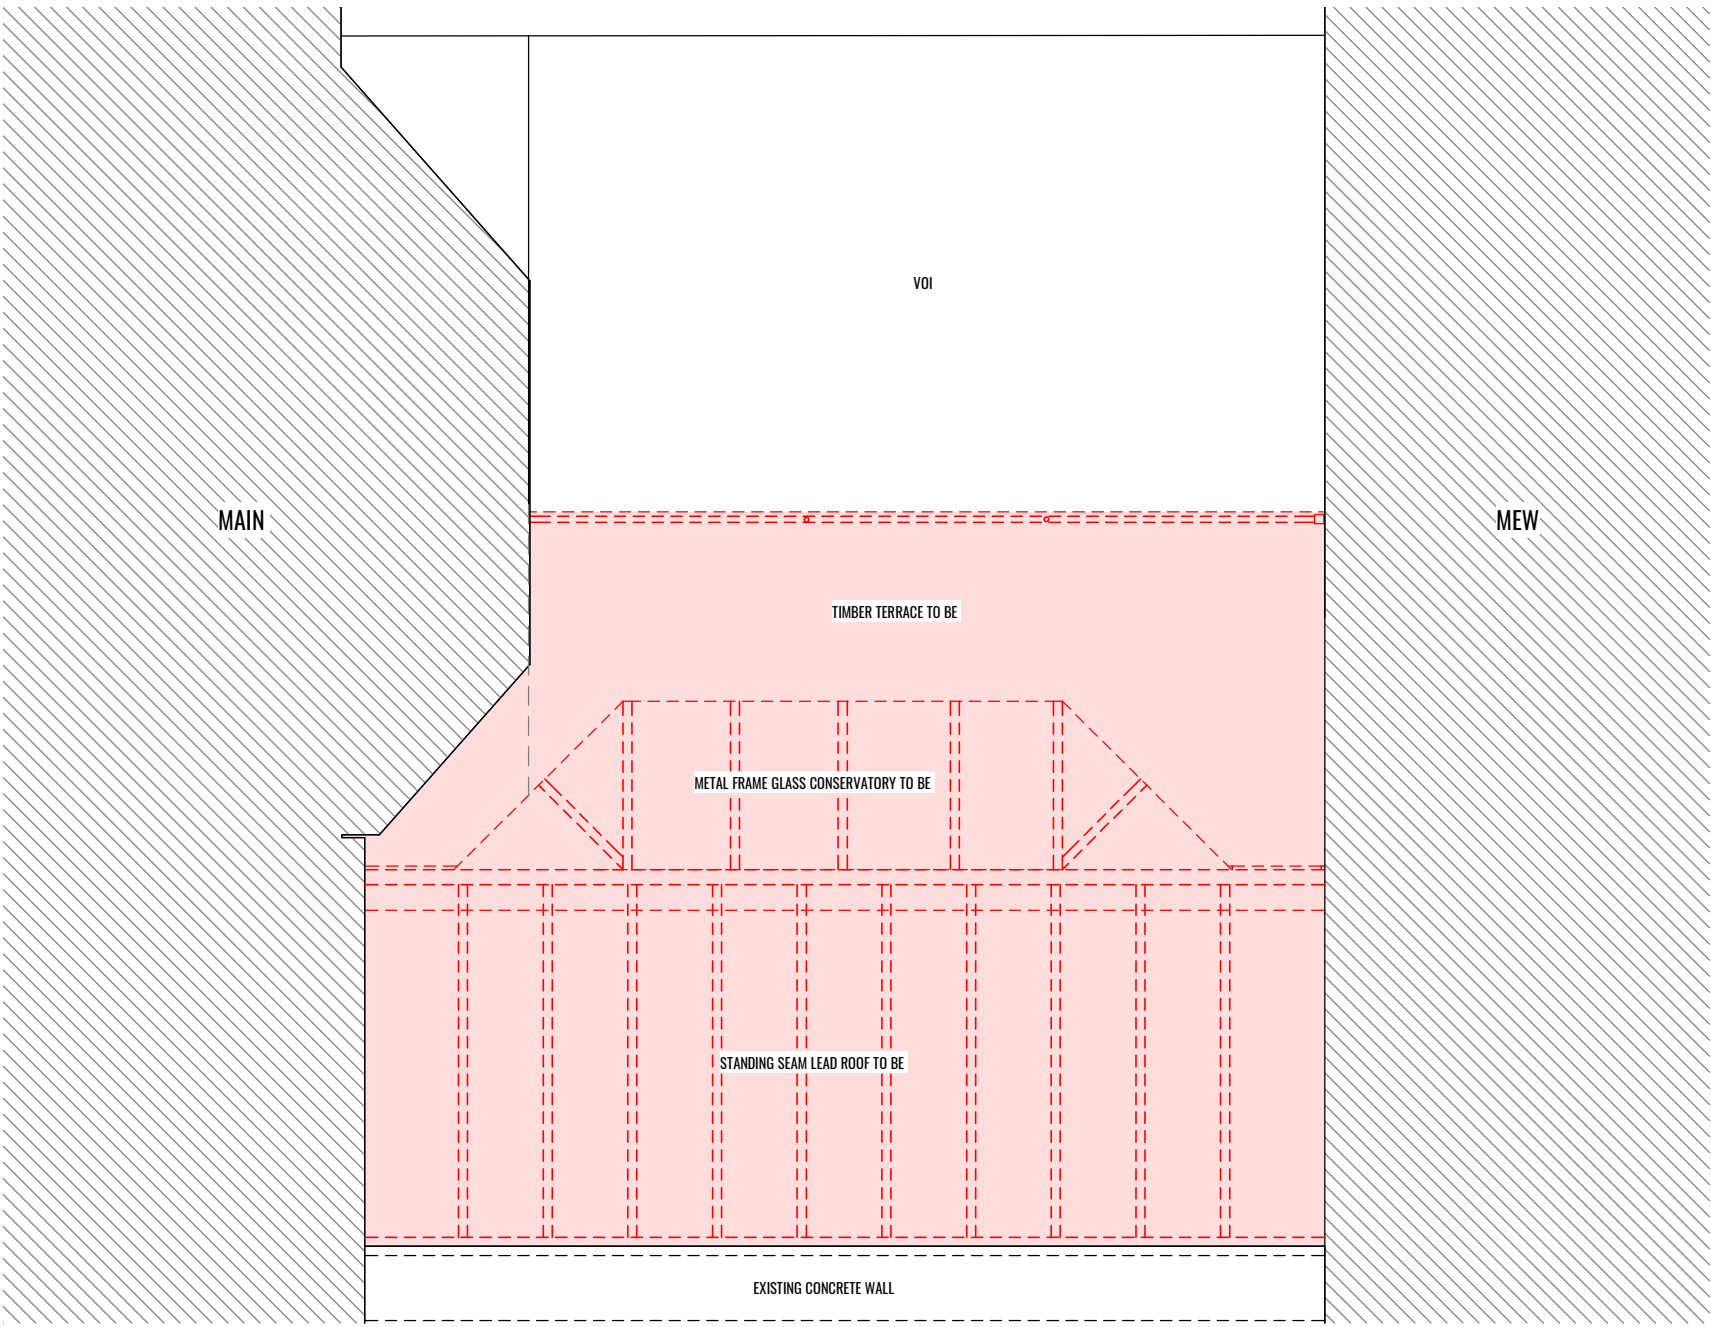 VOI
MAIN
MEW
TIMBER TERRACE TO BE
METAL FRAME GLASS CONSERVATORY TO BE
STANDING SEAM LEAD ROOF TO BE
EXISTING CONCRETE WALL